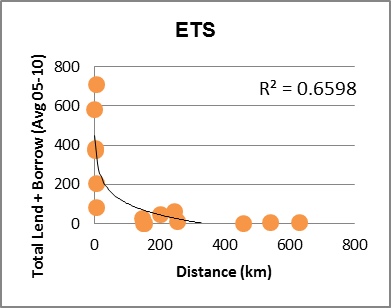 ETS
R² = 0.6598
Total Lend + Borrow (Avg 05-10)
800
600
400
200
0
0 200 400 600 800
Distance (km)